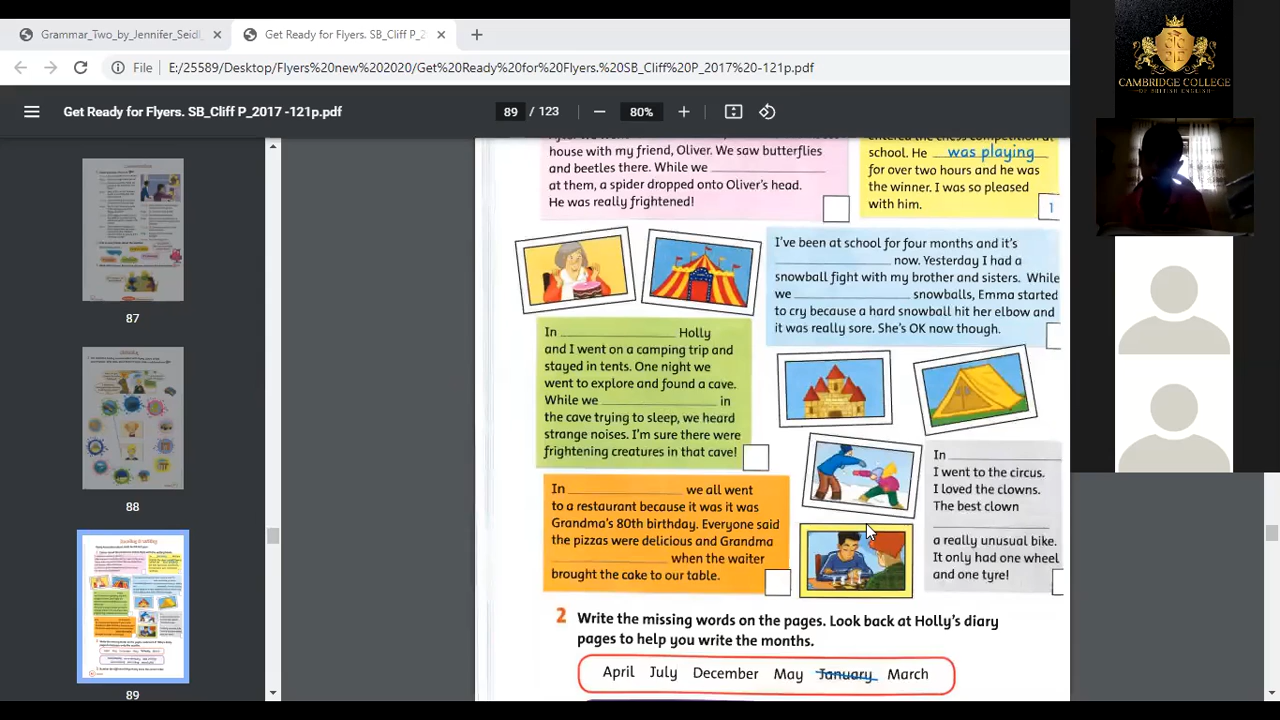 Grammar_Two_by_Jennifer_Seidl_
Get Ready for Flyers. SB_Cliff P_2
File
E:/25589/Desktop/Flyers%20new%202020/Get%20Ready%20for%20Flyers.%20SB_Cliff%20P_2017%20-121p.pdf
Get Ready for Flyers. SB_Cliff P_2017 -121p.pdf
89 / 123
80%
CAMBRIDGE COLLEGE
OF BRITISH ENGLISH
87
88
89
house with my friend, Oliver. We saw butterflies
and beetles there. While we
at them, a spider dropped onto Oliver's head.
He was really frightened!
entered the chess competition at
school. He was playing
for over two hours and he was
the winner. I was so pleased
with him.
1
I've been at school for four months and it's
now. Yesterday I had a
snowball fight with my brother and sisters. While
we snowballs, Emma started
to cry because a hard snowball hit her elbow and
it was really sore. She's OK now though.
In Holly
and I went on a camping trip and
stayed in tents. One night we
went to explore and found a cave.
While we in
the cave trying to sleep, we heard
strange noises. I'm sure there were
frightening creatures in that cave!
In we all went
to a restaurant because it was it was
Grandma's 80th birthday. Everyone said
the pizzas were delicious and Grandma
when the waiter
brought the cake to our table.
In
I went to the circus.
I loved the clowns.
The best clown
a really unusual bike.
It only had one wheel
and one tyre!
2 Write the missing words on the pages. Look back at Holly's diary
pages to help you write the months.
April July December May January March